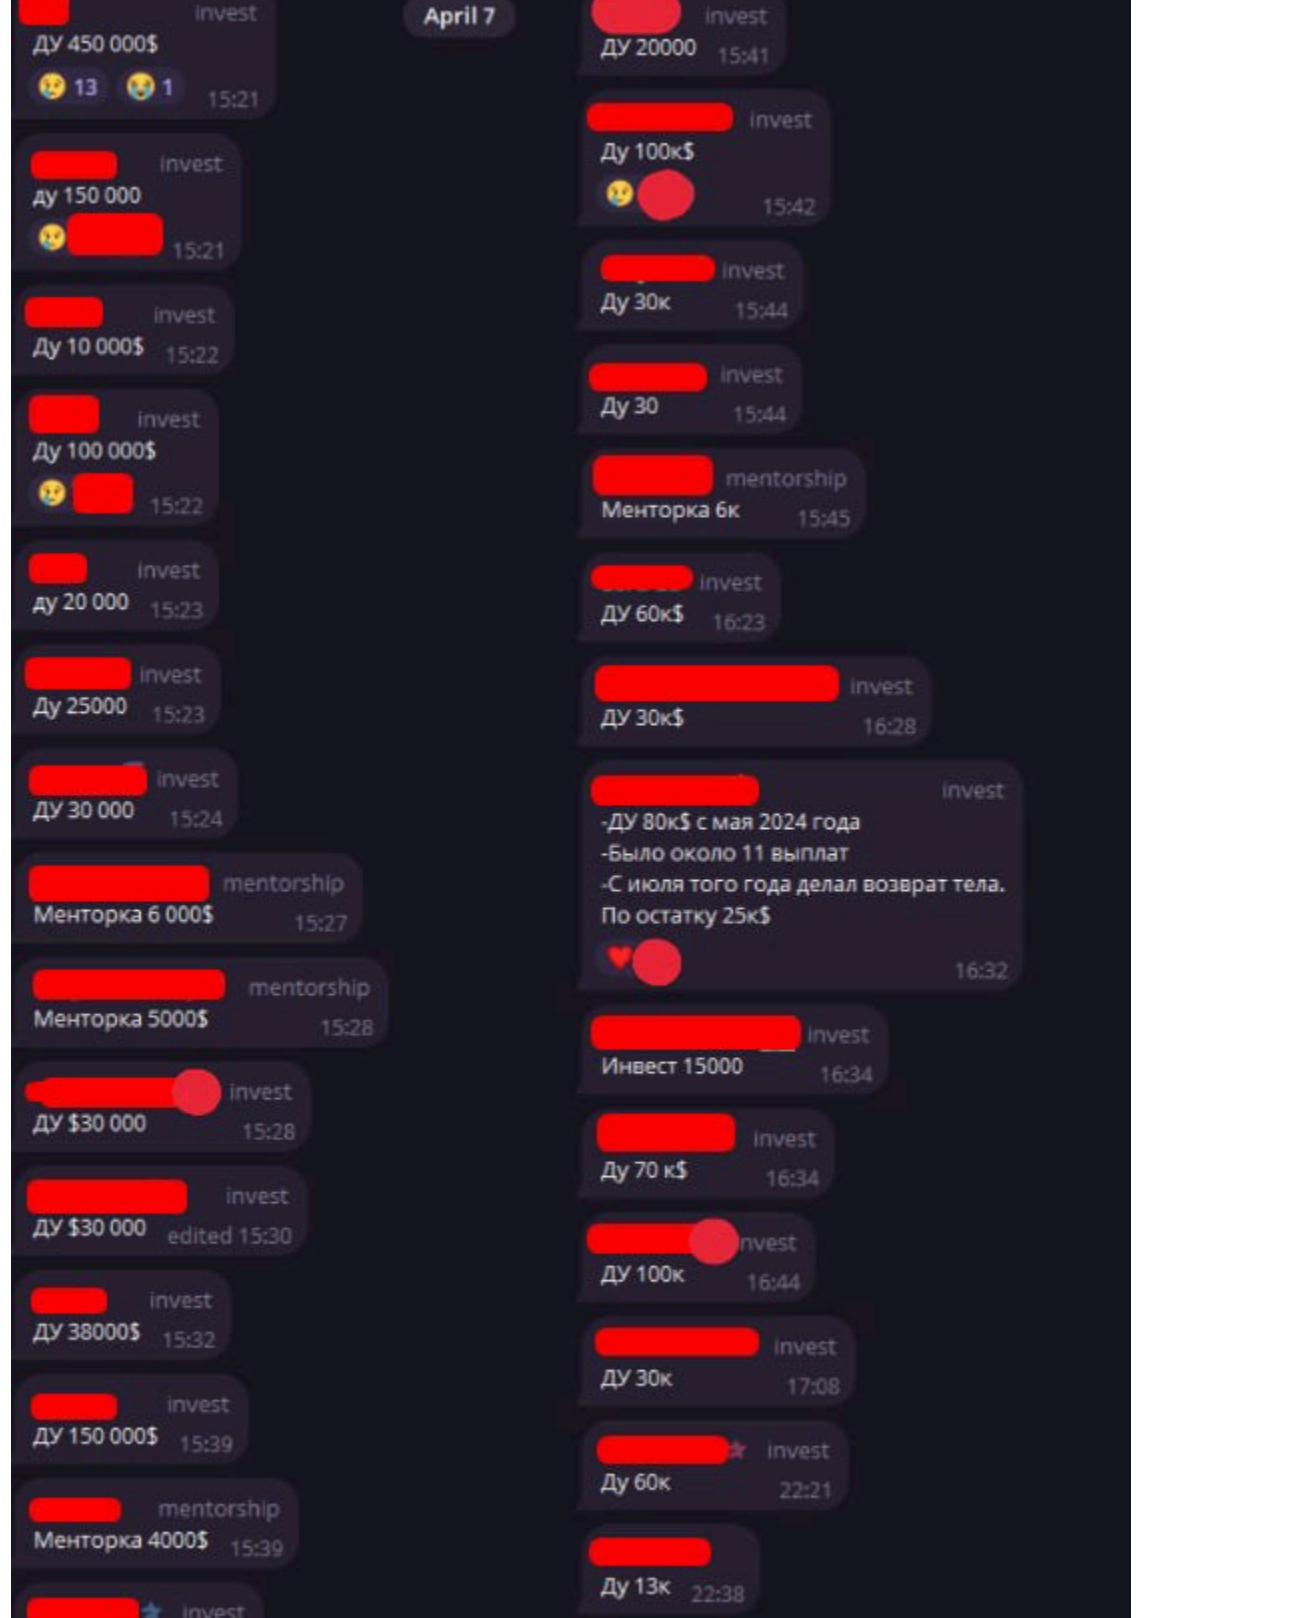 invest
ДУ 450 000$
13 1 15:21
invest
ду 150 000
15:21
invest
Ду 10 000$ 15:22
invest
Ду 100 000$
15:22
invest
ду 20 000 15:23
invest
Ду 25000 15:23
invest
ДУ 30 000 15:24
mentorship
Менторка 6 000$ 15:27
mentorship
Менторка 5000$ 15:28
invest
ДУ $30 000 15:28
invest
ДУ $30 000 edited 15:30
invest
ДУ 38000$ 15:32
invest
ДУ 150 000$ 15:39
mentorship
Менторка 4000$ 15:39
invest
April 7
invest
ДУ 20000 15:41
invest
Ду 100к$
15:42
invest
Ду 30к 15:44
invest
Ду 30 15:44
mentorship
Менторка 6к 15:45
invest
ДУ 60к$ 16:23
invest
ДУ 30к$ 16:28
invest
-ДУ 80к$ с мая 2024 года
-Было около 11 выплат
-С июля того года делал возврат тела.
По остатку 25к$
16:32
invest
Инвест 15000 16:34
invest
Ду 70 к$ 16:34
nvest
ДУ 100к 16:44
invest
ДУ 30к 17:08
invest
Ду 60к 22:21
Ду 13к 22:38